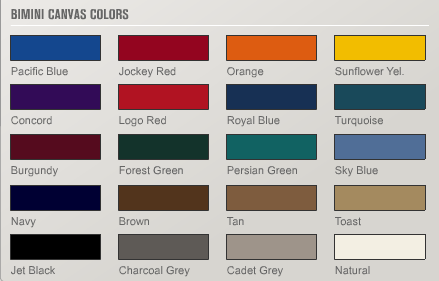 BIMINI CANVAS COLORS
Pacific Blue
Jockey Red
Orange
Sunflower Yel.
Concord
Logo Red
Royal Blue
Turquoise
Burgundy
Forest Green
Persian Green
Sky Blue
Navy
Brown
Tan
Toast
Jet Black
Charcoal Grey
Cadet Grey
Natural